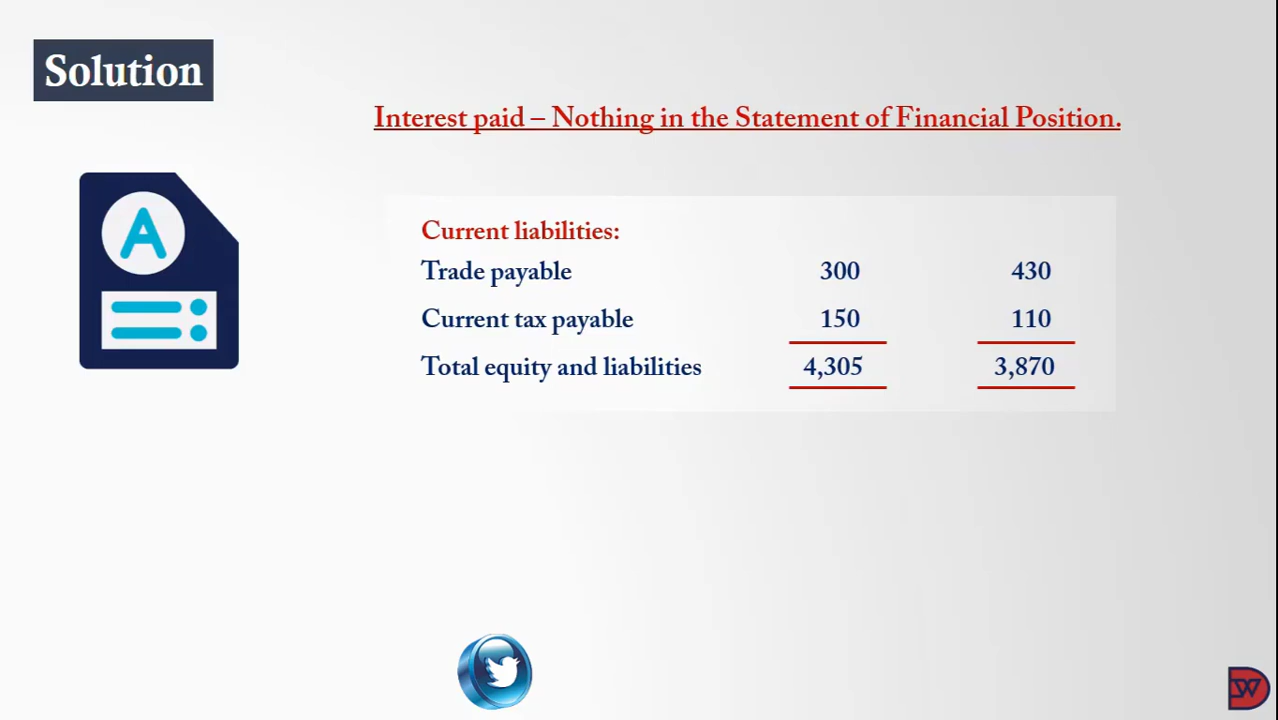 Solution
Interest paid – Nothing in the Statement of Financial Position.
A
Current liabilities:
Trade payable 300 430
Current tax payable 150 110
Total equity and liabilities 4,305 3,870
DW